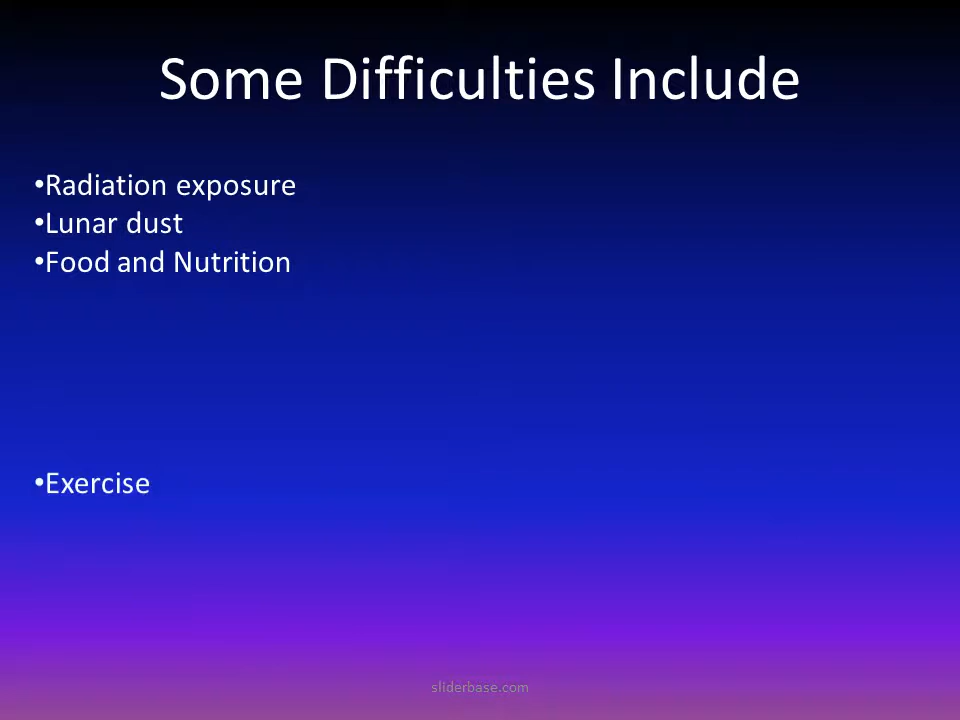 Some Difficulties Include
•Radiation exposure
•Lunar dust
•Food and Nutrition
•Exercise
sliderbase.com